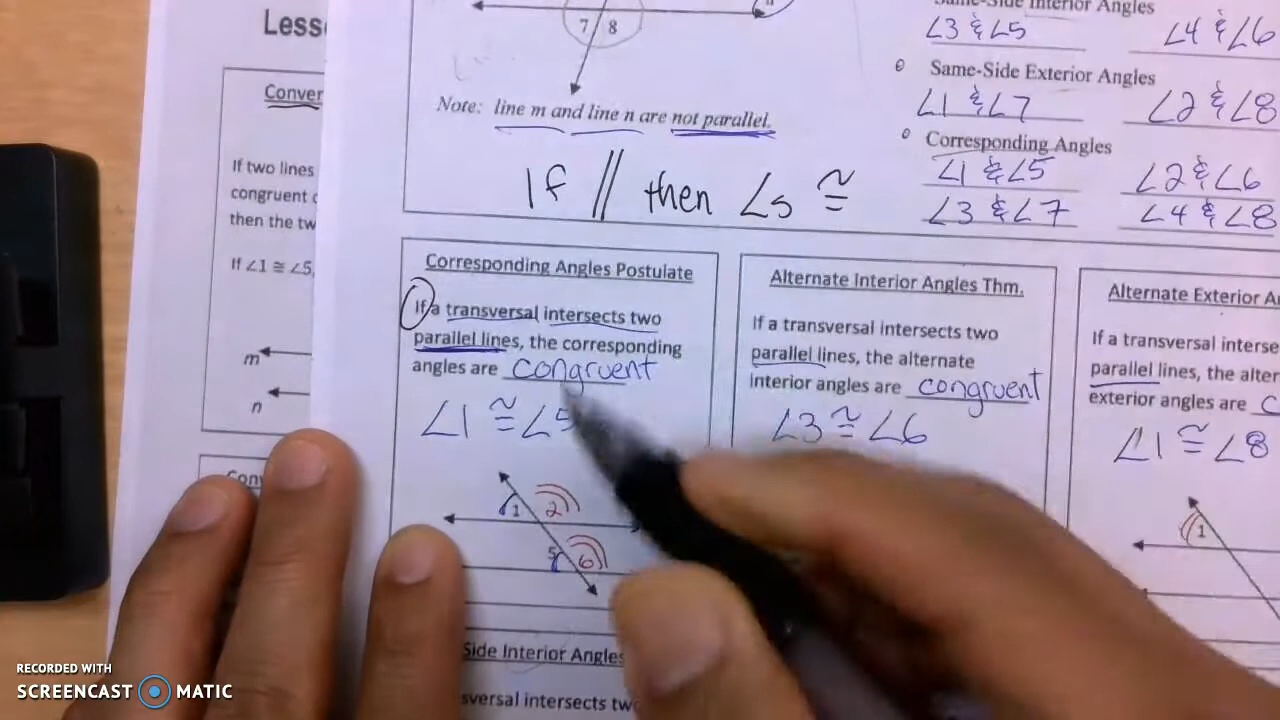 Less
Conver
If two lines
congruent
then the tw
If ∠1 ≅ ∠5,
m
n
7 8
Note: line m and line n are not parallel.
If // then ∠s ≅
Same-Side Interior Angles
∠3 & ∠5 ∠4 & ∠6
Same-Side Exterior Angles
∠1 & ∠7 ∠2 & ∠8
Corresponding Angles
∠1 & ∠5 ∠2 & ∠6
∠3 & ∠7 ∠4 & ∠8
Corresponding Angles Postulate
If a transversal intersects two
parallel lines, the corresponding
angles are congruent
∠1 ≅ ∠5
1 2
5 6
Alternate Interior Angles Thm.
If a transversal intersects two
parallel lines, the alternate
interior angles are congruent
∠3 ≅ ∠6
Alternate Exterior A
If a transverse
parallel lines, the alter
exterior angles are c
∠1 ≅ ∠8
1
Side Interior Angles
sversal intersects tw
RECORDED WITH
SCREENCAST MATIC